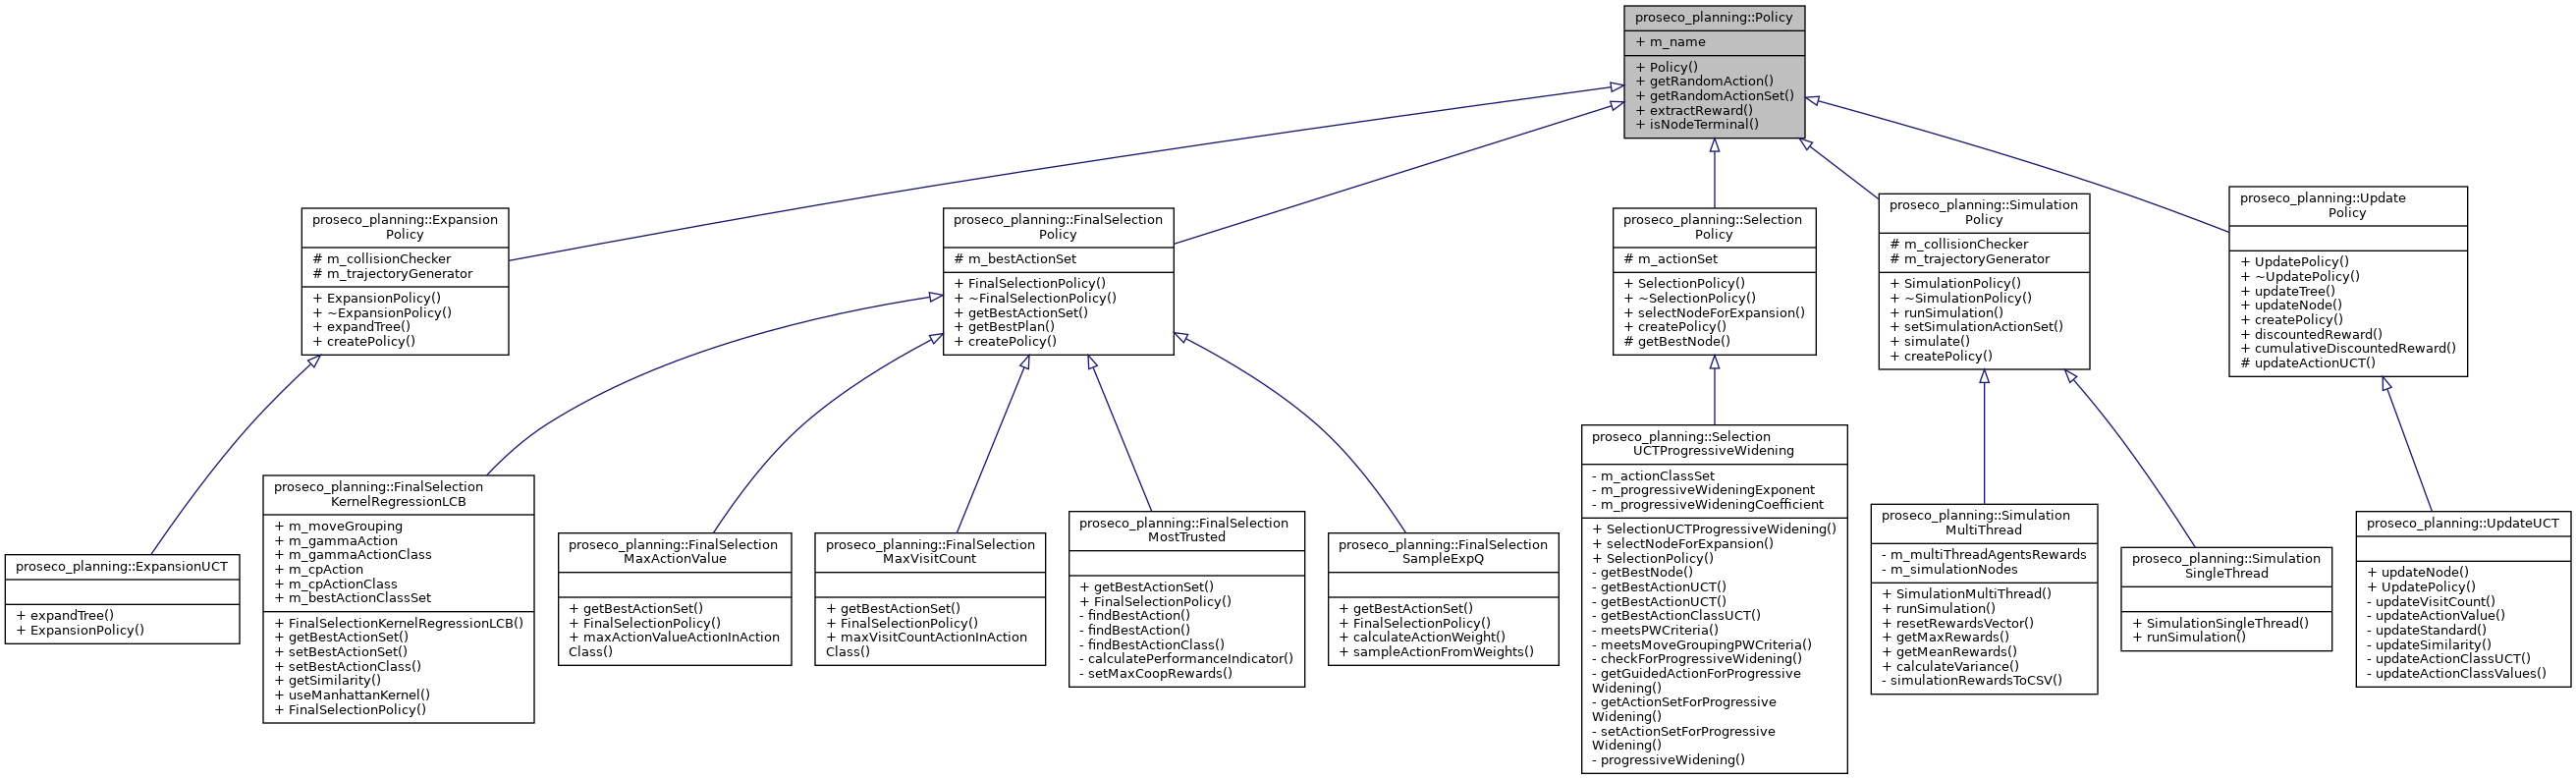 proseco_planning::Policy
+ m_name
+ Policy()
+ getRandomAction()
+ getRandomActionSet()
+ extractReward()
+ isNodeTerminal()
proseco_planning::Expansion
Policy
# m_collisionChecker
# m_trajectoryGenerator
+ ExpansionPolicy()
+ ~ExpansionPolicy()
+ expandTree()
+ createPolicy()
proseco_planning::FinalSelection
Policy
# m_bestActionSet
+ FinalSelectionPolicy()
+ ~FinalSelectionPolicy()
+ getBestActionSet()
+ getBestPlan()
+ createPolicy()
proseco_planning::Selection
Policy
# m_actionSet
+ SelectionPolicy()
+ ~SelectionPolicy()
+ selectNodeForExpansion()
+ createPolicy()
# getBestNode()
proseco_planning::Simulation
Policy
# m_collisionChecker
# m_trajectoryGenerator
+ SimulationPolicy()
+ ~SimulationPolicy()
+ runSimulation()
+ setSimulationActionSet()
+ simulate()
+ createPolicy()
proseco_planning::Update
Policy
+ UpdatePolicy()
+ ~UpdatePolicy()
+ updateTree()
+ updateNode()
+ createPolicy()
+ discountedReward()
+ cumulativeDiscountedReward()
# updateActionUCT()
proseco_planning::ExpansionUCT
+ expandTree()
+ ExpansionPolicy()
proseco_planning::FinalSelection
KernelRegressionLCB
+ m_moveGrouping
+ m_gammaAction
+ m_gammaActionClass
+ m_cpAction
+ m_cpActionClass
+ m_bestActionClassSet
+ FinalSelectionKernelRegressionLCB()
+ getBestActionSet()
+ setBestActionSet()
+ setBestActionClass()
+ getSimilarity()
+ useManhattanKernel()
+ FinalSelectionPolicy()
proseco_planning::FinalSelection
MaxActionValue
+ getBestActionSet()
+ FinalSelectionPolicy()
+ maxActionValueActionInAction
Class()
proseco_planning::FinalSelection
MaxVisitCount
+ getBestActionSet()
+ FinalSelectionPolicy()
+ maxVisitCountActionInAction
Class()
proseco_planning::FinalSelection
MostTrusted
+ getBestActionSet()
+ FinalSelectionPolicy()
- findBestAction()
- findBestAction()
- findBestActionClass()
- calculatePerformanceIndicator()
- setMaxCoopRewards()
proseco_planning::FinalSelection
SampleExpQ
+ getBestActionSet()
+ FinalSelectionPolicy()
+ calculateActionWeight()
+ sampleActionFromWeights()
proseco_planning::Selection
UCTProgressiveWidening
- m_actionClassSet
- m_progressiveWideningExponent
- m_progressiveWideningCoefficient
+ SelectionUCTProgressiveWidening()
+ selectNodeForExpansion()
+ SelectionPolicy()
- getBestNode()
- getBestActionUCT()
- getBestActionUCT()
- getBestActionClassUCT()
- meetsPWCriteria()
- meetsMoveGroupingPWCriteria()
- checkForProgressiveWidening()
- getGuidedActionForProgressive
Widening()
- getActionSetForProgressive
Widening()
- setActionSetForProgressive
Widening()
- progressiveWidening()
proseco_planning::Simulation
MultiThread
- m_multiThreadAgentsRewards
- m_simulationNodes
+ SimulationMultiThread()
+ runSimulation()
+ resetRewardsVector()
+ getMaxRewards()
+ getMeanRewards()
+ calculateVariance()
- simulationRewardsToCSV()
proseco_planning::Simulation
SingleThread
+ SimulationSingleThread()
+ runSimulation()
proseco_planning::UpdateUCT
+ updateNode()
+ UpdatePolicy()
- updateVisitCount()
- updateActionValue()
- updateStandard()
- updateSimilarity()
- updateActionClassUCT()
- updateActionClassValues()